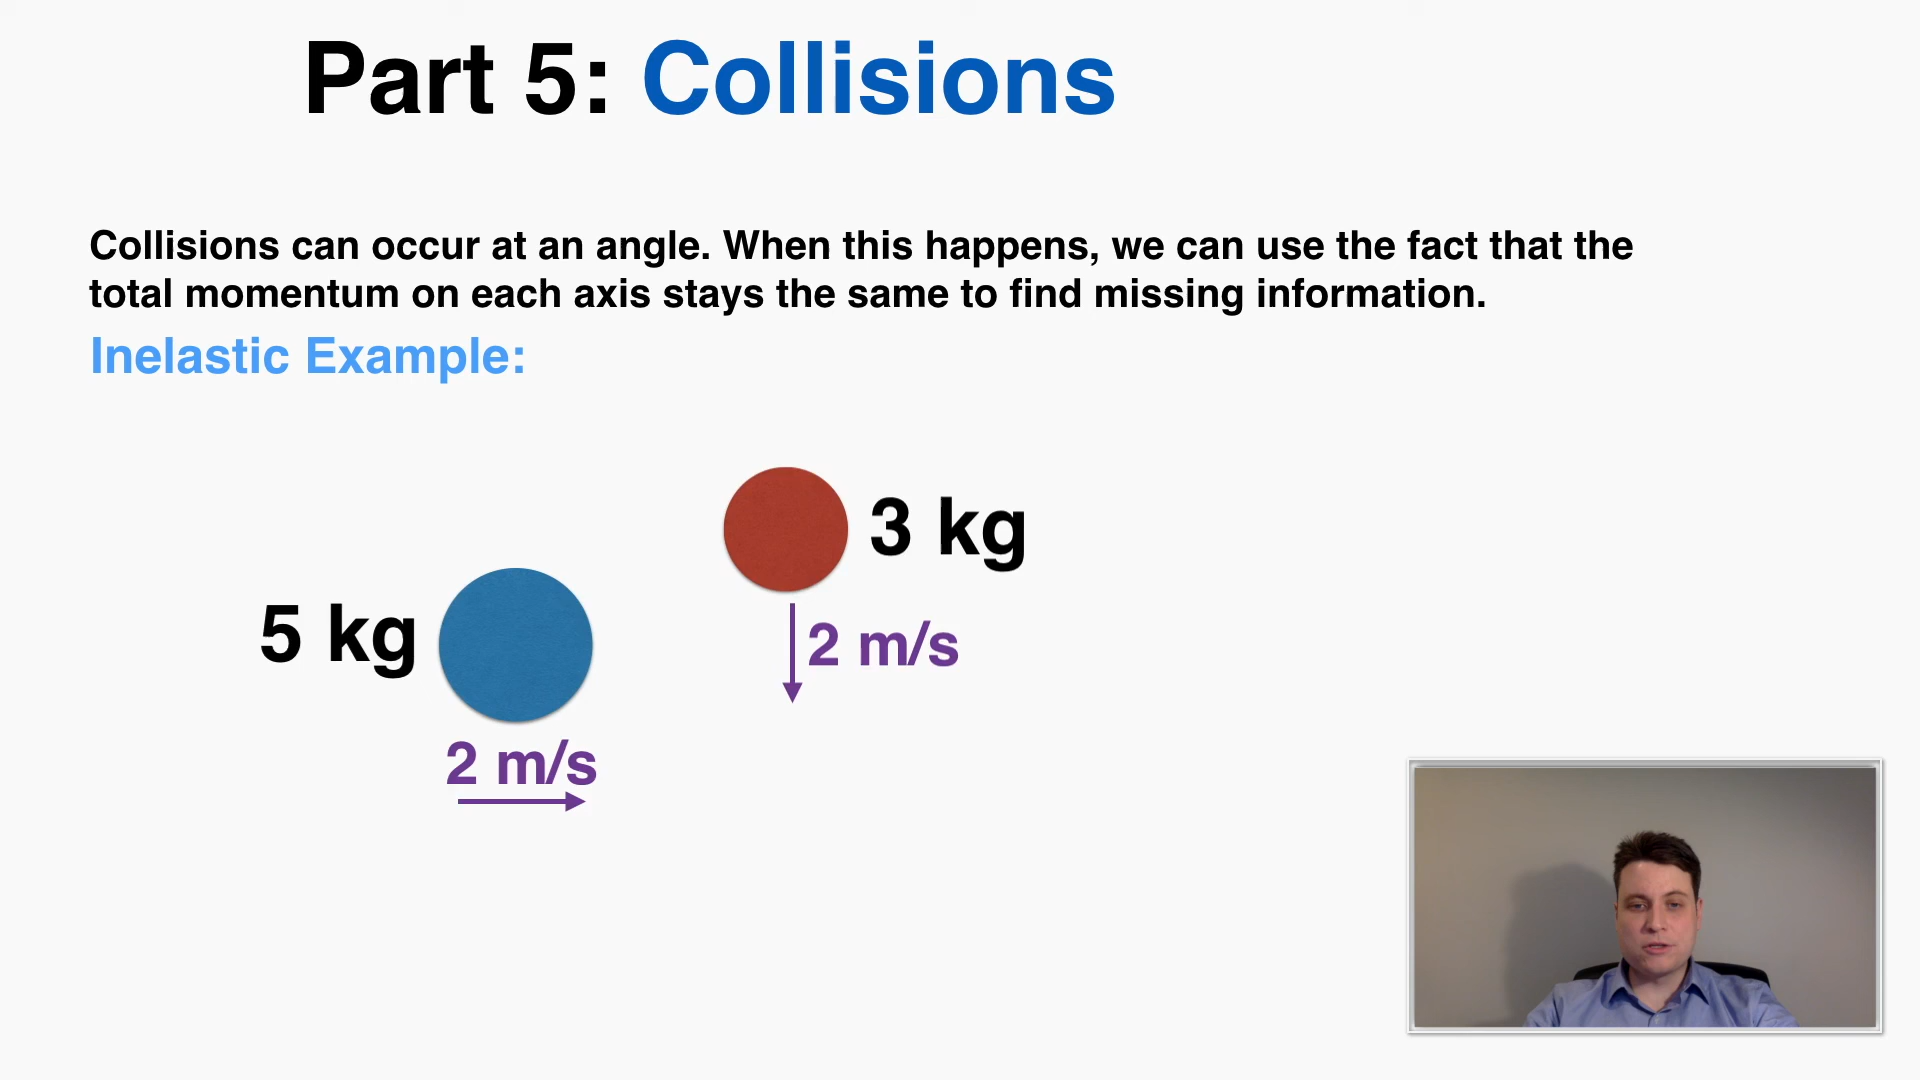 Part 5: Collisions
Collisions can occur at an angle. When this happens, we can use the fact that the
total momentum on each axis stays the same to find missing information.
Inelastic Example:
3 kg
5 kg
2 m/s
2 m/s